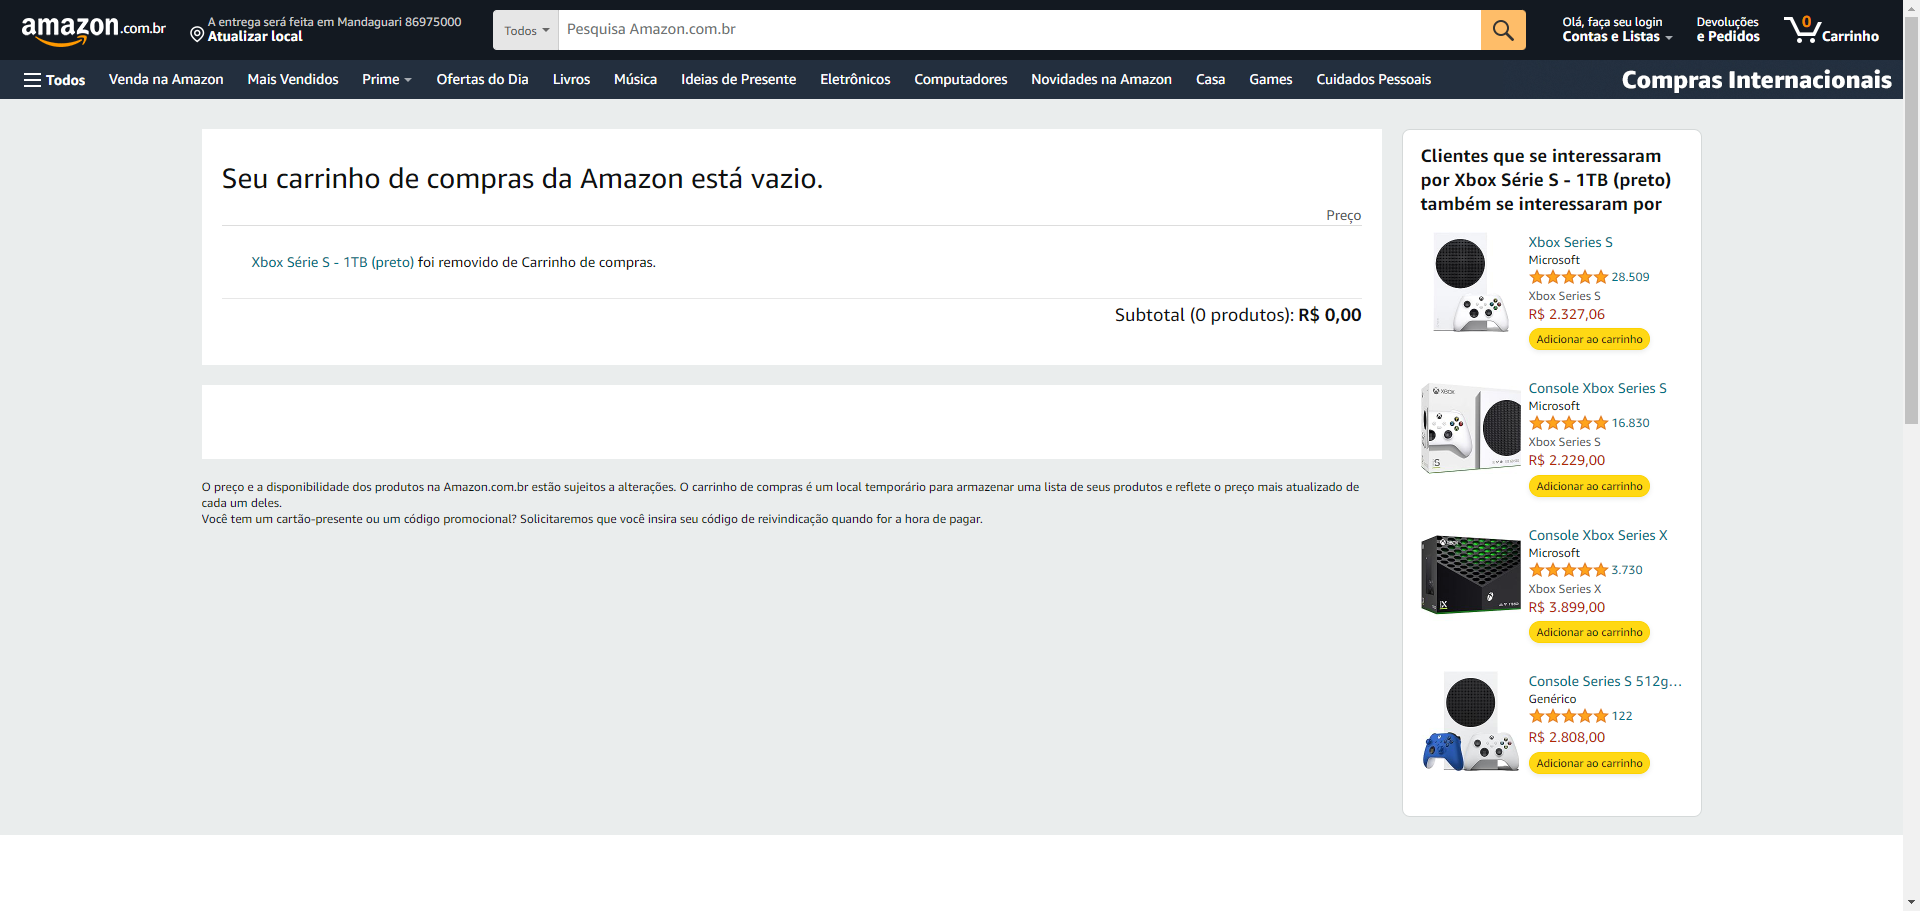 amazon.com.br
A entrega será feita em Mandaguari 86975000
Atualizar local
Todos
Pesquisa Amazon.com.br
Olá, faça seu login
Contas e Listas
Devoluções
e Pedidos
0
Carrinho
Todos
Venda na Amazon
Mais Vendidos
Prime
Ofertas do Dia
Livros
Música
Ideias de Presente
Eletrônicos
Computadores
Novidades na Amazon
Casa
Games
Cuidados Pessoais
Compras Internacionais
Seu carrinho de compras da Amazon está vazio.
Preço
Xbox Série S - 1TB (preto) foi removido de Carrinho de compras.
Subtotal (0 produtos): R$ 0,00
O preço e a disponibilidade dos produtos na Amazon.com.br estão sujeitos a alterações. O carrinho de compras é um local temporário para armazenar uma lista de seus produtos e reflete o preço mais atualizado de
cada um deles.
Você tem um cartão-presente ou um código promocional? Solicitaremos que você insira seu código de reivindicação quando for a hora de pagar.
Clientes que se interessaram
por Xbox Série S - 1TB (preto)
também se interessaram por
Xbox Series S
Microsoft
28.509
Xbox Series S
R$ 2.327,06
Adicionar ao carrinho
XBOX
S
Console Xbox Series S
Microsoft
16.830
Xbox Series S
R$ 2.229,00
Adicionar ao carrinho
XBOX
Console Xbox Series X
Microsoft
3.730
Xbox Series X
R$ 3.899,00
Adicionar ao carrinho
Console Series S 512g...
Genérico
122
R$ 2.808,00
Adicionar ao carrinho